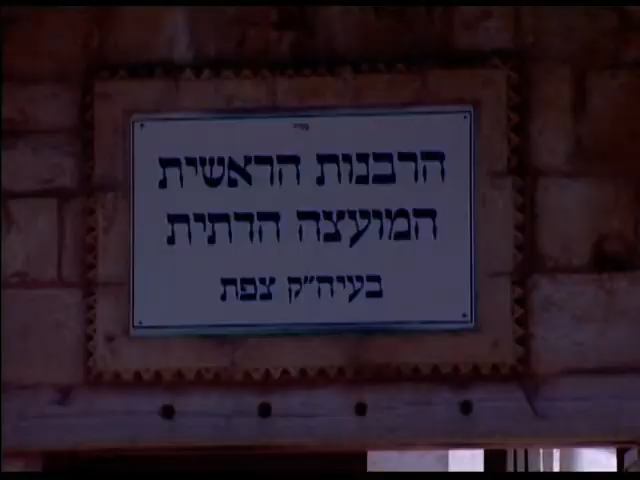 הרבנות הראשית
המועצה הדתית
בעיה״ק צפת